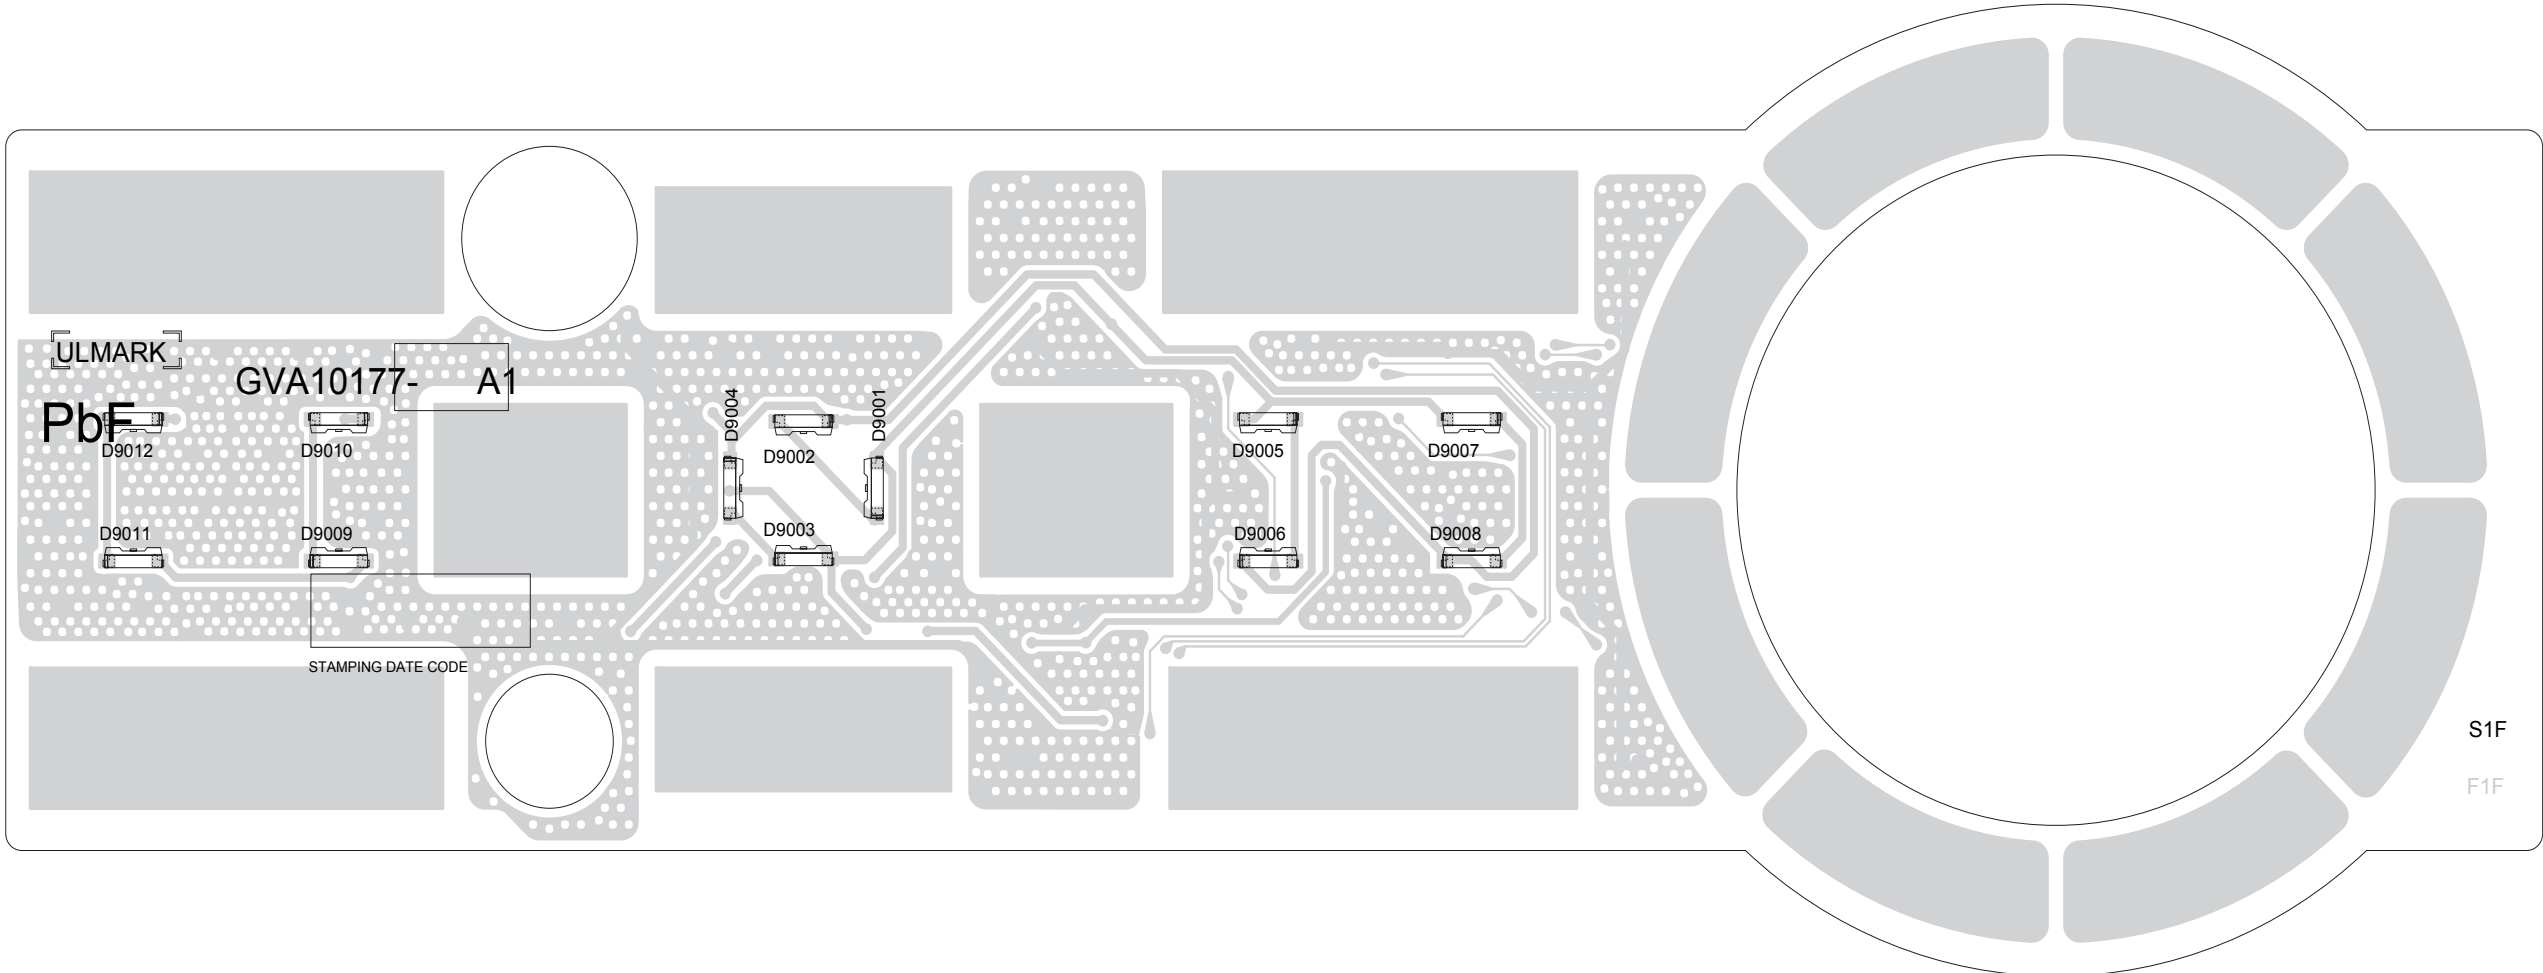 ULMARK
GVA10177- A1
PbF
D9012
D9010
D9004
D9002
D9001
D9005
D9007
D9011
D9009
D9003
D9006
D9008
STAMPING DATE CODE
S1F
F1F